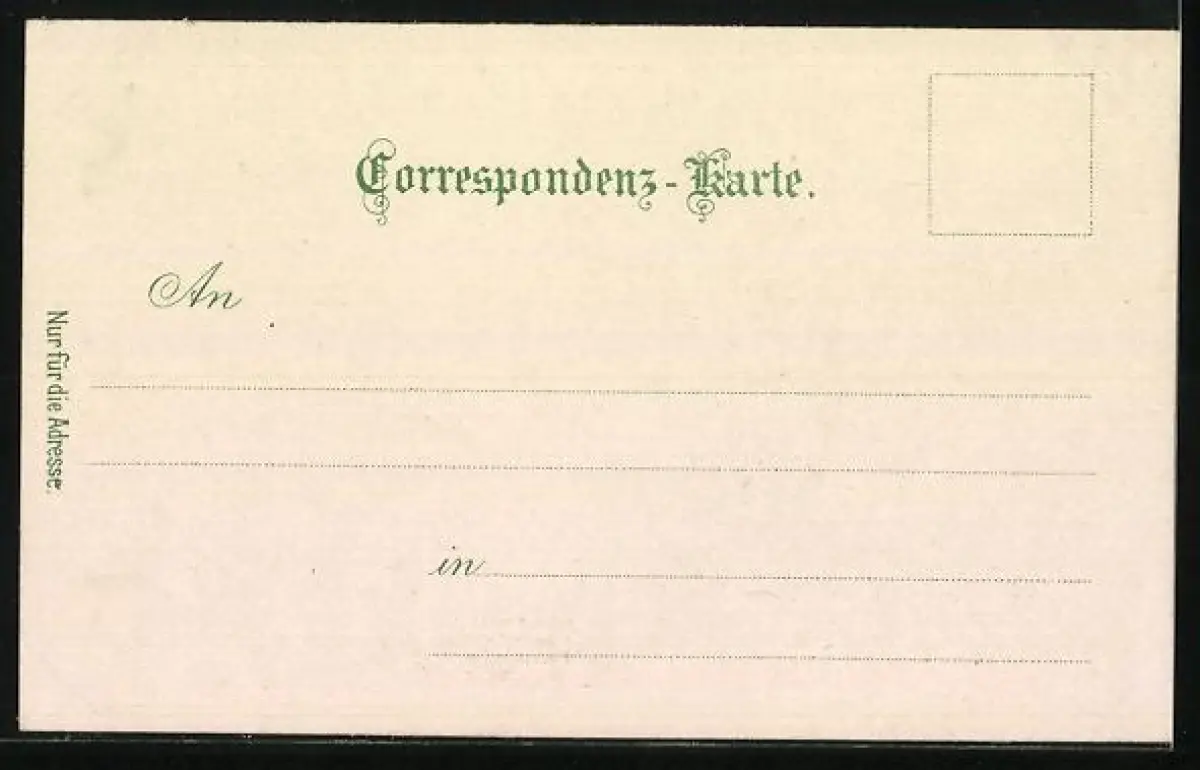 Correspondenz-Karte.
An
Nur für die Adresse.
in